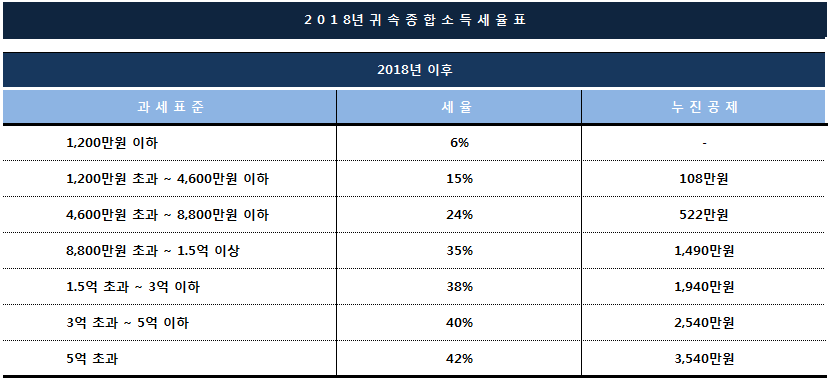 2 0 1 8년 귀 속 종 합 소 득 세 율 표
2018년 이후
과 세 표 준 세 율 누 진 공 제
1,200만원 이하 6% -
1,200만원 초과 ~ 4,600만원 이하 15% 108만원
4,600만원 초과 ~ 8,800만원 이하 24% 522만원
8,800만원 초과 ~ 1.5억 이상 35% 1,490만원
1.5억 초과 ~ 3억 이하 38% 1,940만원
3억 초과 ~ 5억 이하 40% 2,540만원
5억 초과 42% 3,540만원